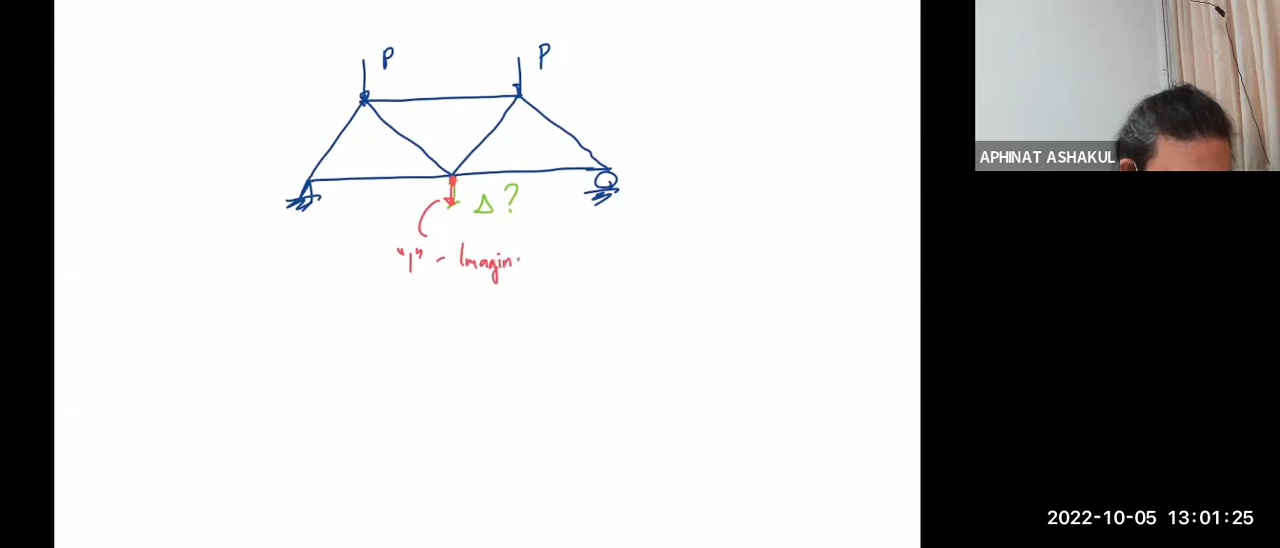 P
P
Δ ?
"1" - Imagin.
APHINAT ASHAKUL
2022-10-05 13:01:25